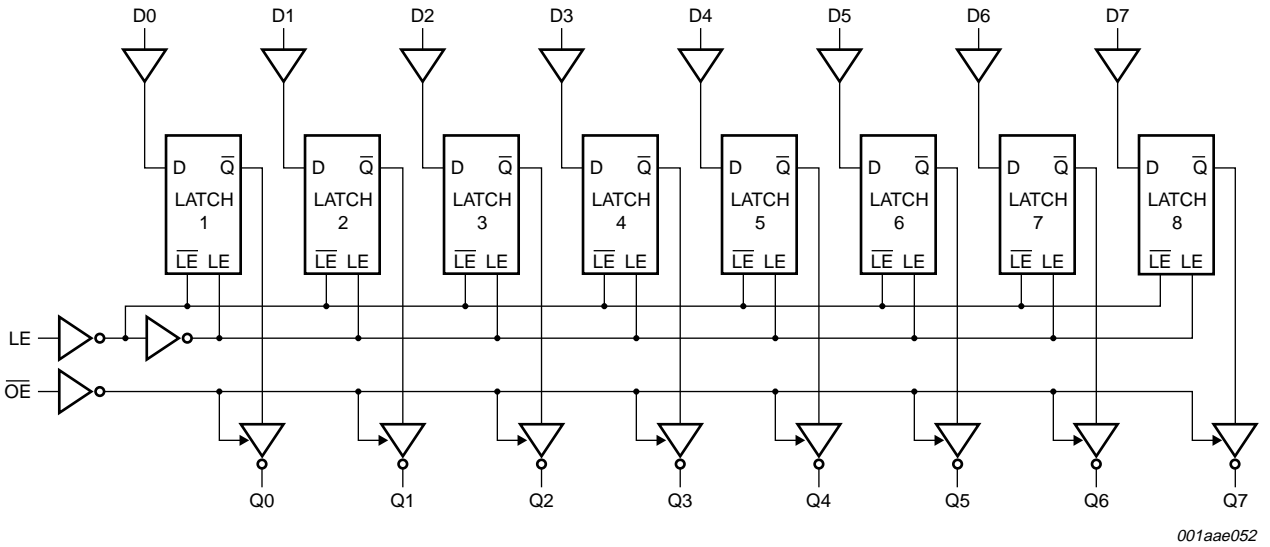 D0 D1 D2 D3 D4 D5 D6 D7
D Q̅ D Q̅ D Q̅ D Q̅ D Q̅ D Q̅ D Q̅ D Q̅
LATCH LATCH LATCH LATCH LATCH LATCH LATCH LATCH
1 2 3 4 5 6 7 8
L̅E̅ LE L̅E̅ LE L̅E̅ LE L̅E̅ LE L̅E̅ LE L̅E̅ LE L̅E̅ LE L̅E̅ LE
LE
O̅E̅
Q0 Q1 Q2 Q3 Q4 Q5 Q6 Q7
001aae052